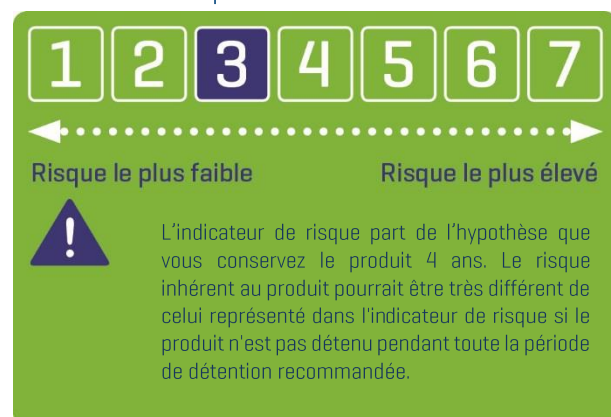 1 2 3 4 5 6 7
Risque le plus faible Risque le plus élevé
L'indicateur de risque part de l'hypothèse que
vous conservez le produit 4 ans. Le risque
inhérent au produit pourrait être très différent de
celui représenté dans l'indicateur de risque si le
produit n'est pas détenu pendant toute la période
de détention recommandée.